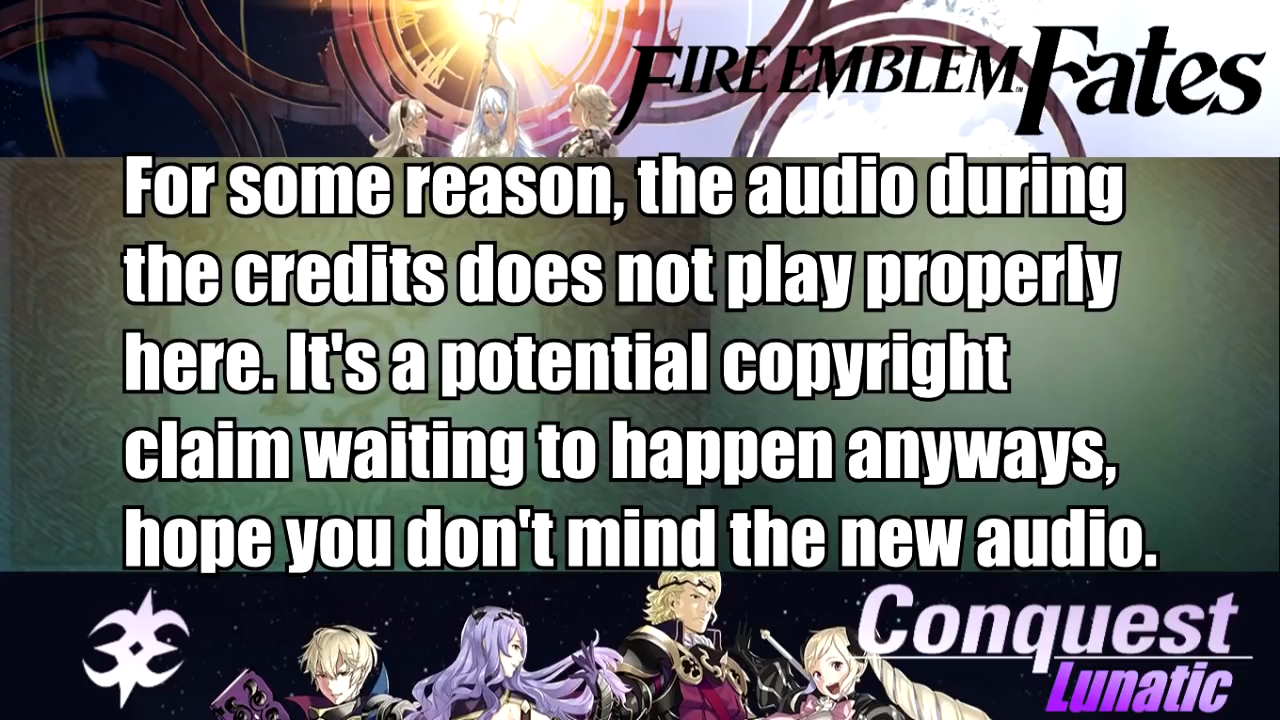 FIRE EMBLEM Fates
For some reason, the audio during
the credits does not play properly
here. It's a potential copyright
claim waiting to happen anyways,
hope you don't mind the new audio.
Conquest
Lunatic